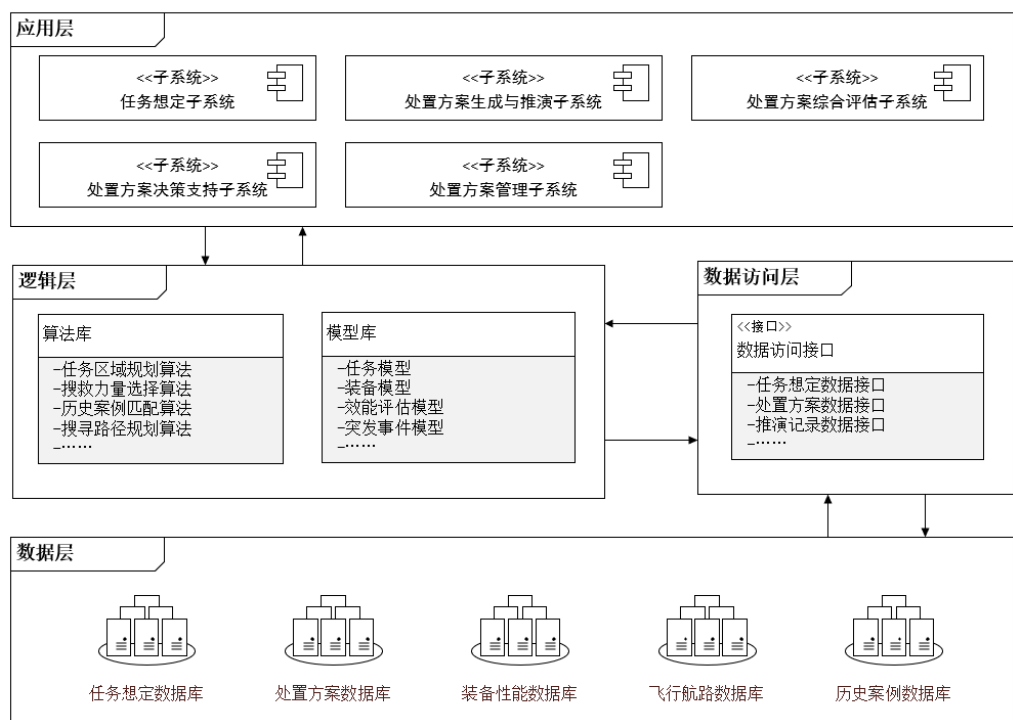 应用层
<<子系统>>
任务想定子系统
<<子系统>>
处置方案生成与推演子系统
<<子系统>>
处置方案综合评估子系统
<<子系统>>
处置方案决策支持子系统
<<子系统>>
处置方案管理子系统
逻辑层
算法库
-任务区域规划算法
-搜救力量选择算法
-历史案例匹配算法
-搜寻路径规划算法
-……
模型库
-任务模型
-装备模型
-效能评估模型
-突发事件模型
-……
数据访问层
<<接口>>
数据访问接口
-任务想定数据接口
-处置方案数据接口
-推演记录数据接口
-……
数据层
任务想定数据库
处置方案数据库
装备性能数据库
飞行航路数据库
历史案例数据库